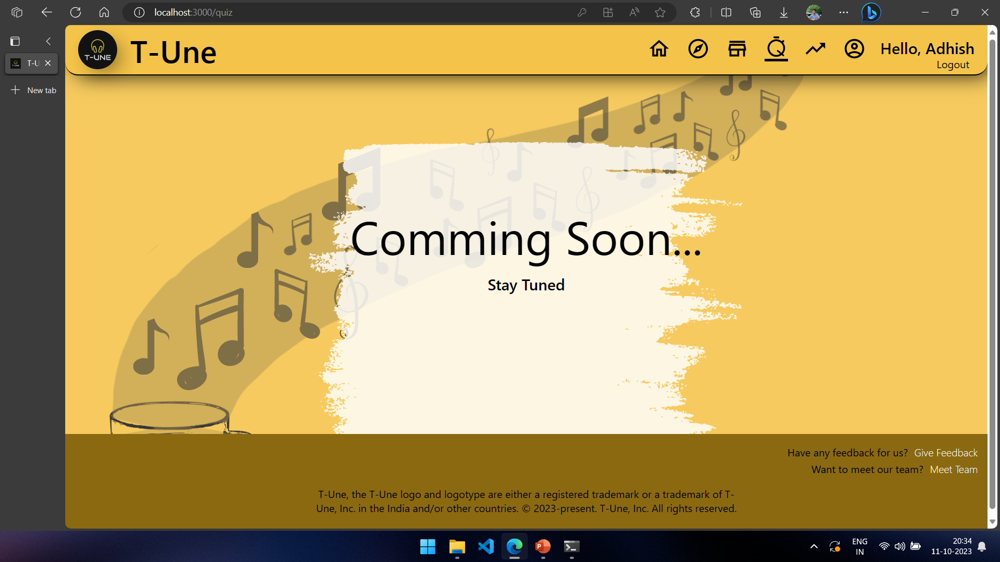 localhost:3000/quiz
T-U
New tab
T-UNE
T-Une
Hello, Adhish
Logout
Comming Soon...
Stay Tuned
Have any feedback for us? Give Feedback
Want to meet our team? Meet Team
T-Une, the T-Une logo and logotype are either a registered trademark or a trademark of T-
Une, Inc. in the India and/or other countries. © 2023-present. T-Une, Inc. All rights reserved.
ENG
IN
20:34
11-10-2023